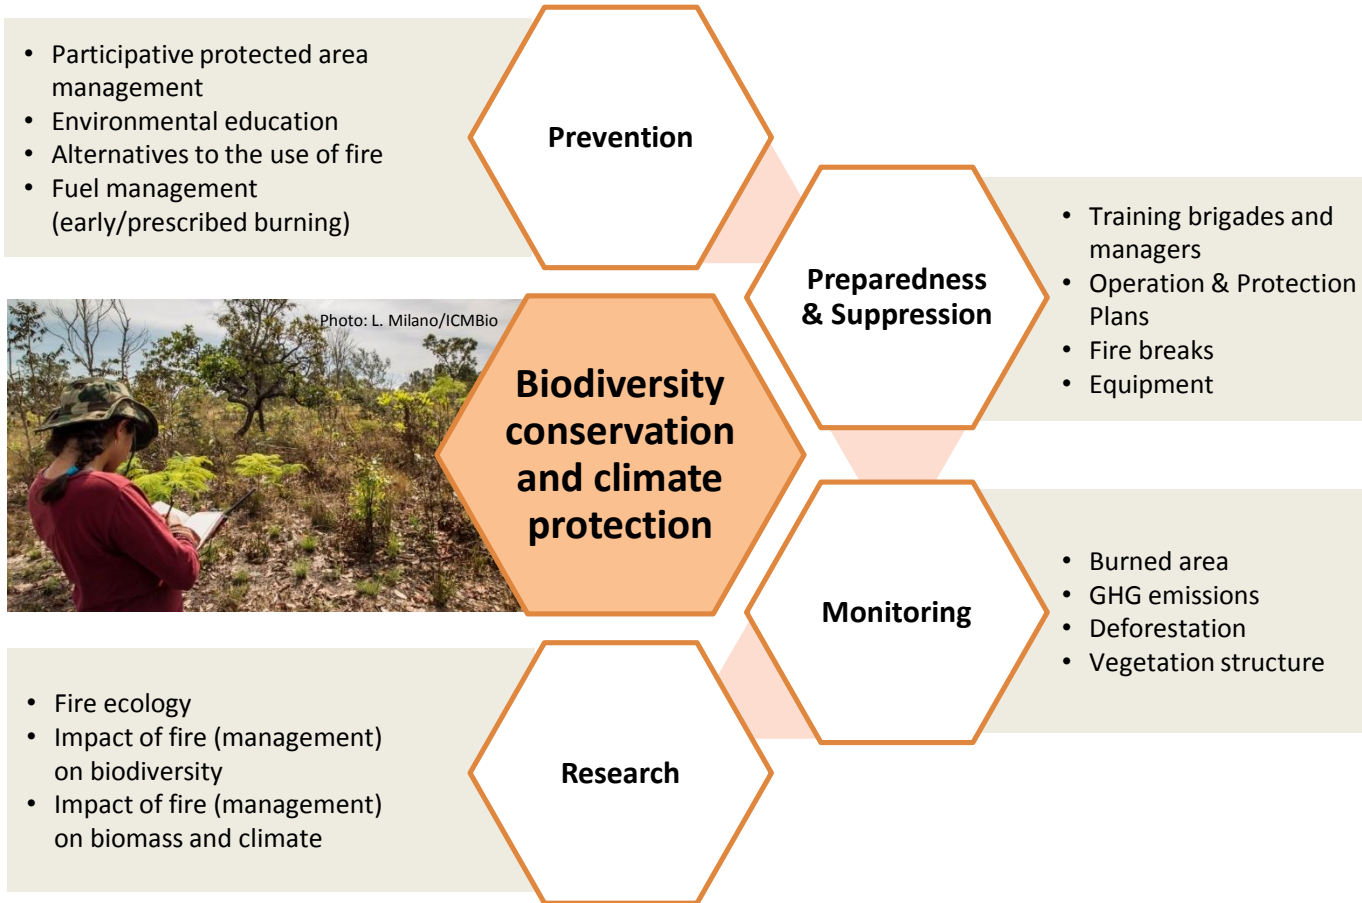 • Participative protected area
management
• Environmental education
• Alternatives to the use of fire
• Fuel management
(early/prescribed burning)
Prevention
• Training brigades and
managers
• Operation & Protection
Plans
• Fire breaks
• Equipment
Preparedness
& Suppression
Photo: L. Milano/ICMBio
Biodiversity
conservation
and climate
protection
Monitoring
• Burned area
• GHG emissions
• Deforestation
• Vegetation structure
• Fire ecology
• Impact of fire (management)
on biodiversity
• Impact of fire (management)
on biomass and climate
Research